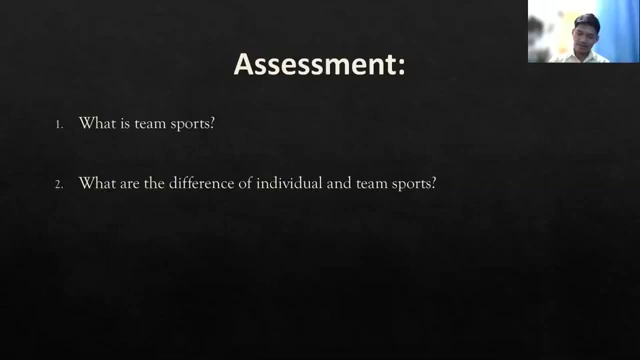 Assessment:
1. What is team sports?
2. What are the difference of individual and team sports?